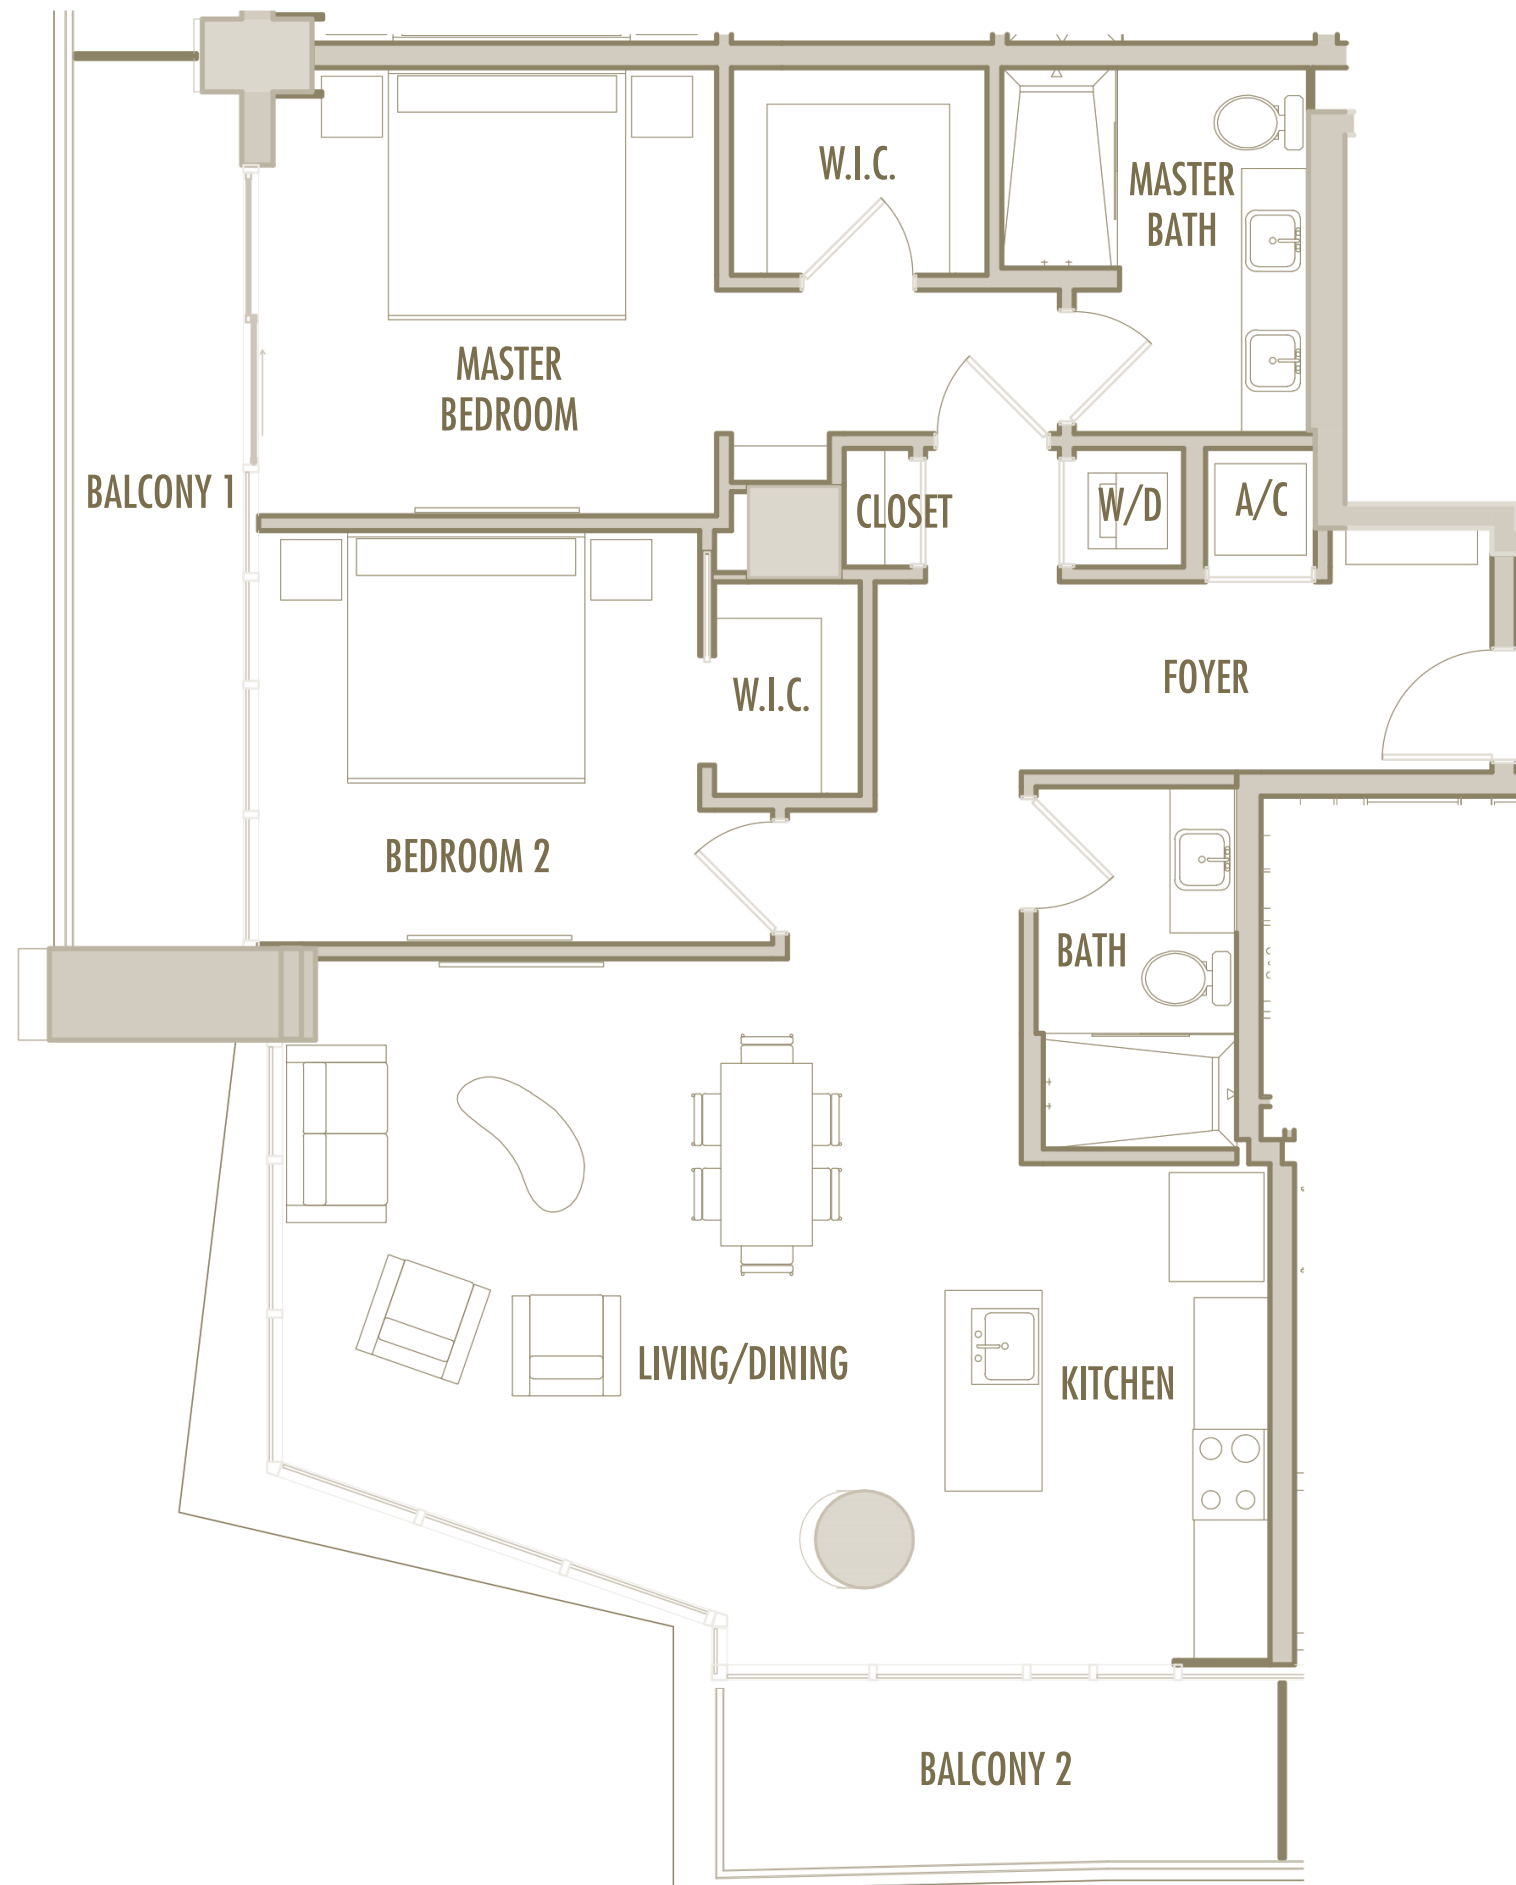 W.I.C.
MASTER
BATH
MASTER
BEDROOM
BALCONY 1
CLOSET
W/D
A/C
FOYER
W.I.C.
BEDROOM 2
BATH
LIVING/DINING
KITCHEN
BALCONY 2